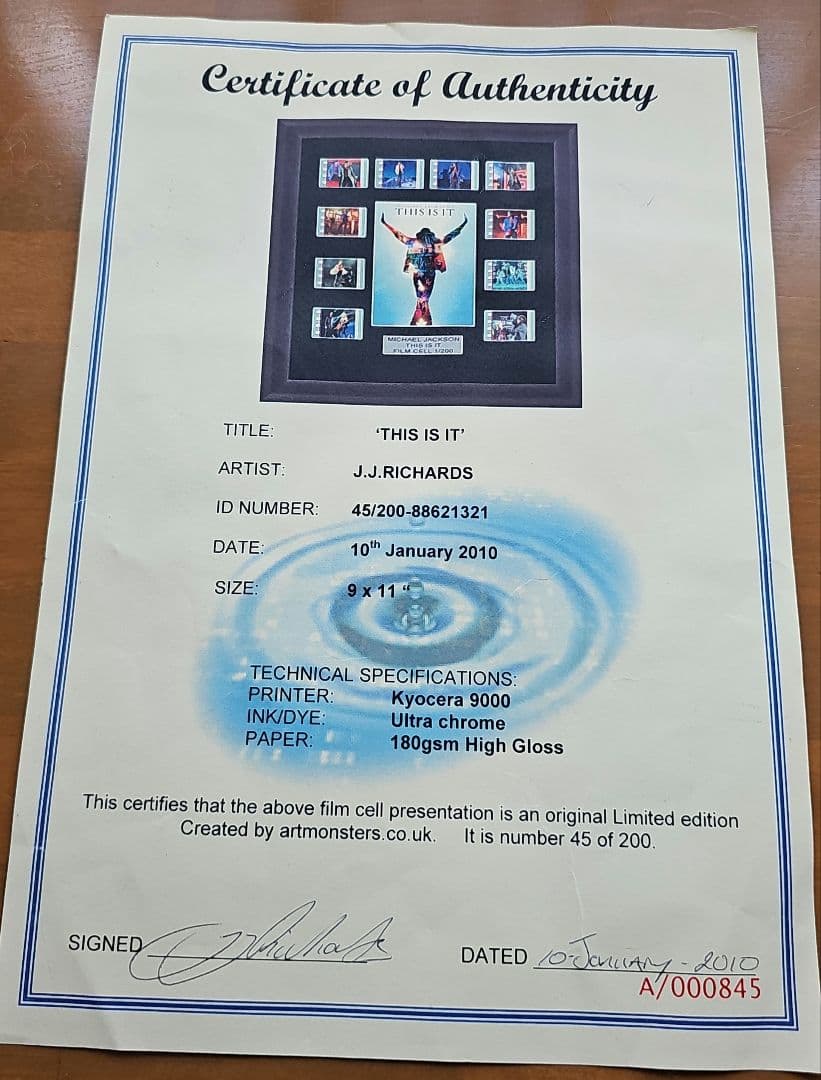 Certificate of Authenticity
THIS IS IT
MICHAEL JACKSON
THIS IS IT
FILM CELL 1/200
TITLE: ‘THIS IS IT’
ARTIST: J.J.RICHARDS
ID NUMBER: 45/200-88621321
DATE: 10th January 2010
SIZE: 9 x 11 “
TECHNICAL SPECIFICATIONS:
PRINTER: Kyocera 9000
INK/DYE: Ultra chrome
PAPER: 180gsm High Gloss
This certifies that the above film cell presentation is an original Limited edition
Created by artmonsters.co.uk. It is number 45 of 200.
SIGNED
DATED 10-January-2010
A/000845